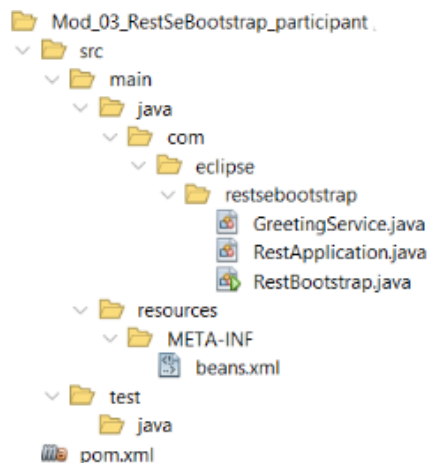 Mod_03_RestSeBootstrap_participant
src
main
java
com
eclipse
restsebootstrap
GreetingService.java
RestApplication.java
RestBootstrap.java
resources
META-INF
beans.xml
test
java
pom.xml